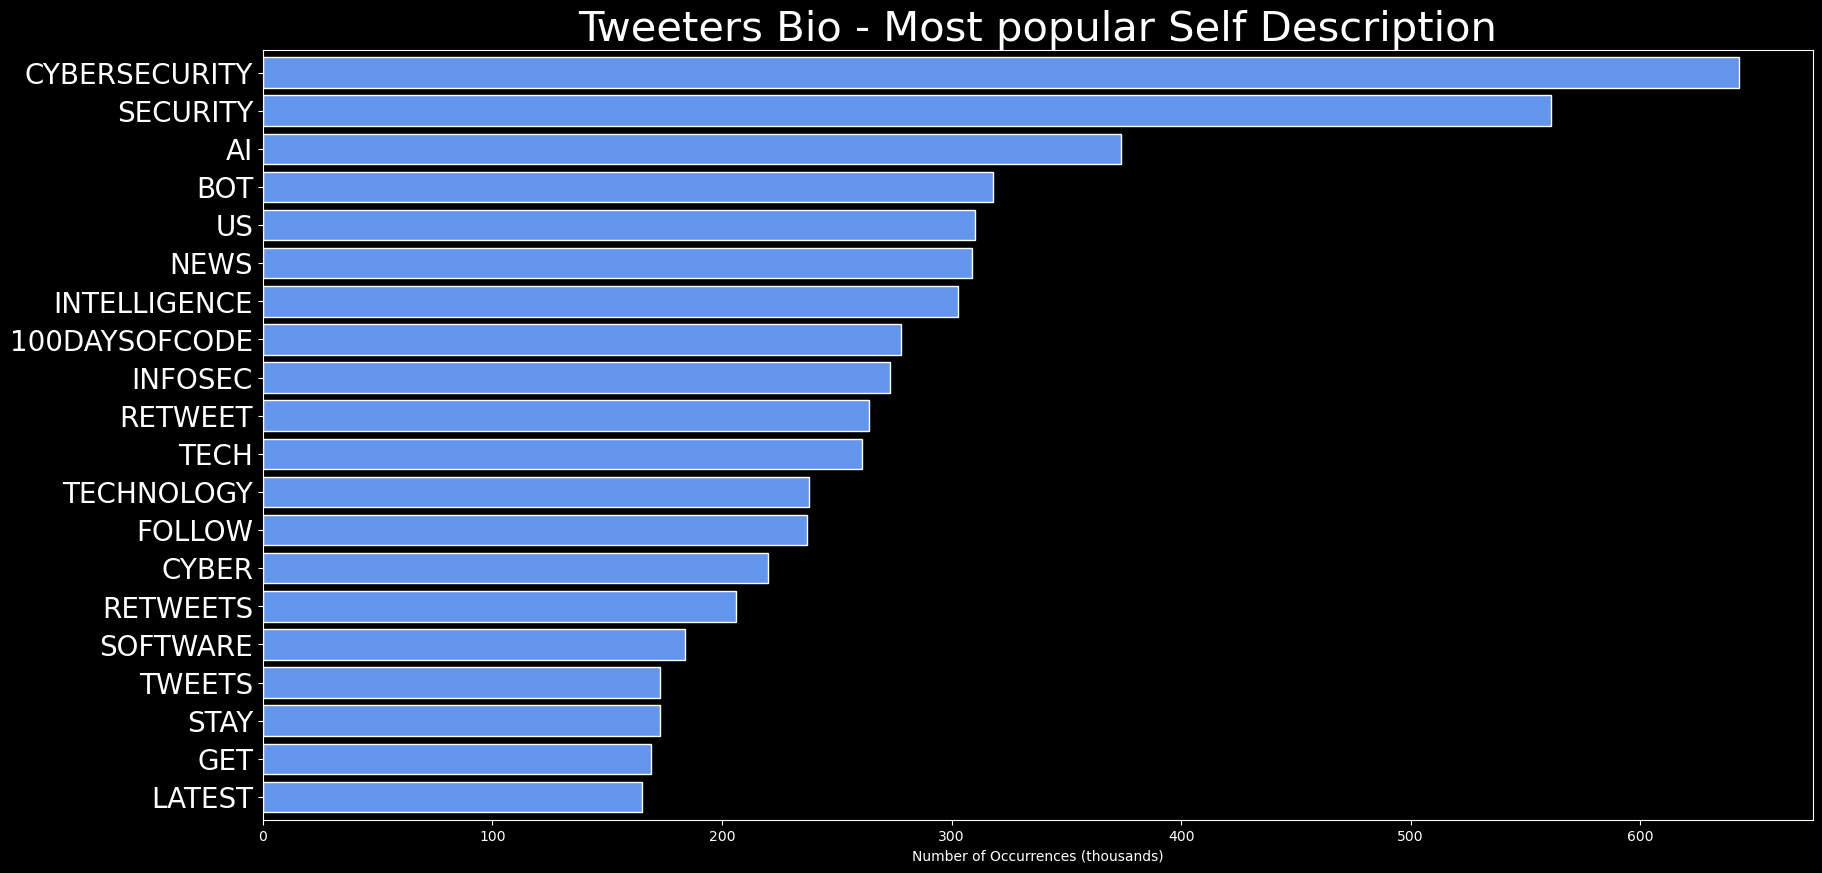 Tweeters Bio - Most popular Self Description
CYBERSECURITY
SECURITY
AI
BOT
US
NEWS
INTELLIGENCE
100DAYSOFCODE
INFOSEC
RETWEET
TECH
TECHNOLOGY
FOLLOW
CYBER
RETWEETS
SOFTWARE
TWEETS
STAY
GET
LATEST
0 100 200 300 400 500 600
Number of Occurrences (thousands)